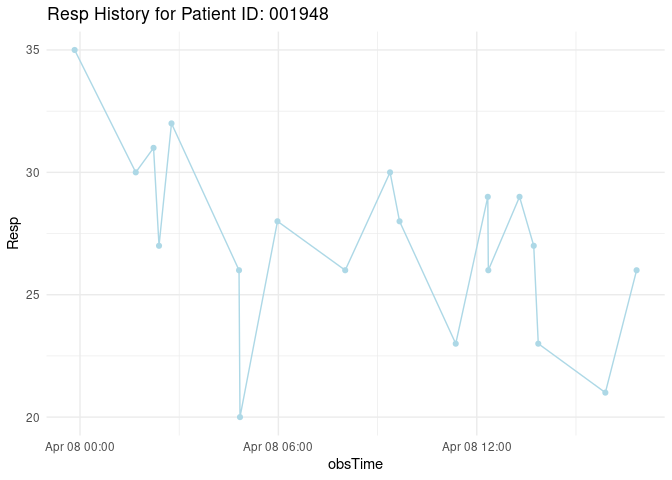 Resp History for Patient ID: 001948
35
30
25
20
Resp
Apr 08 00:00
Apr 08 06:00
Apr 08 12:00
obsTime